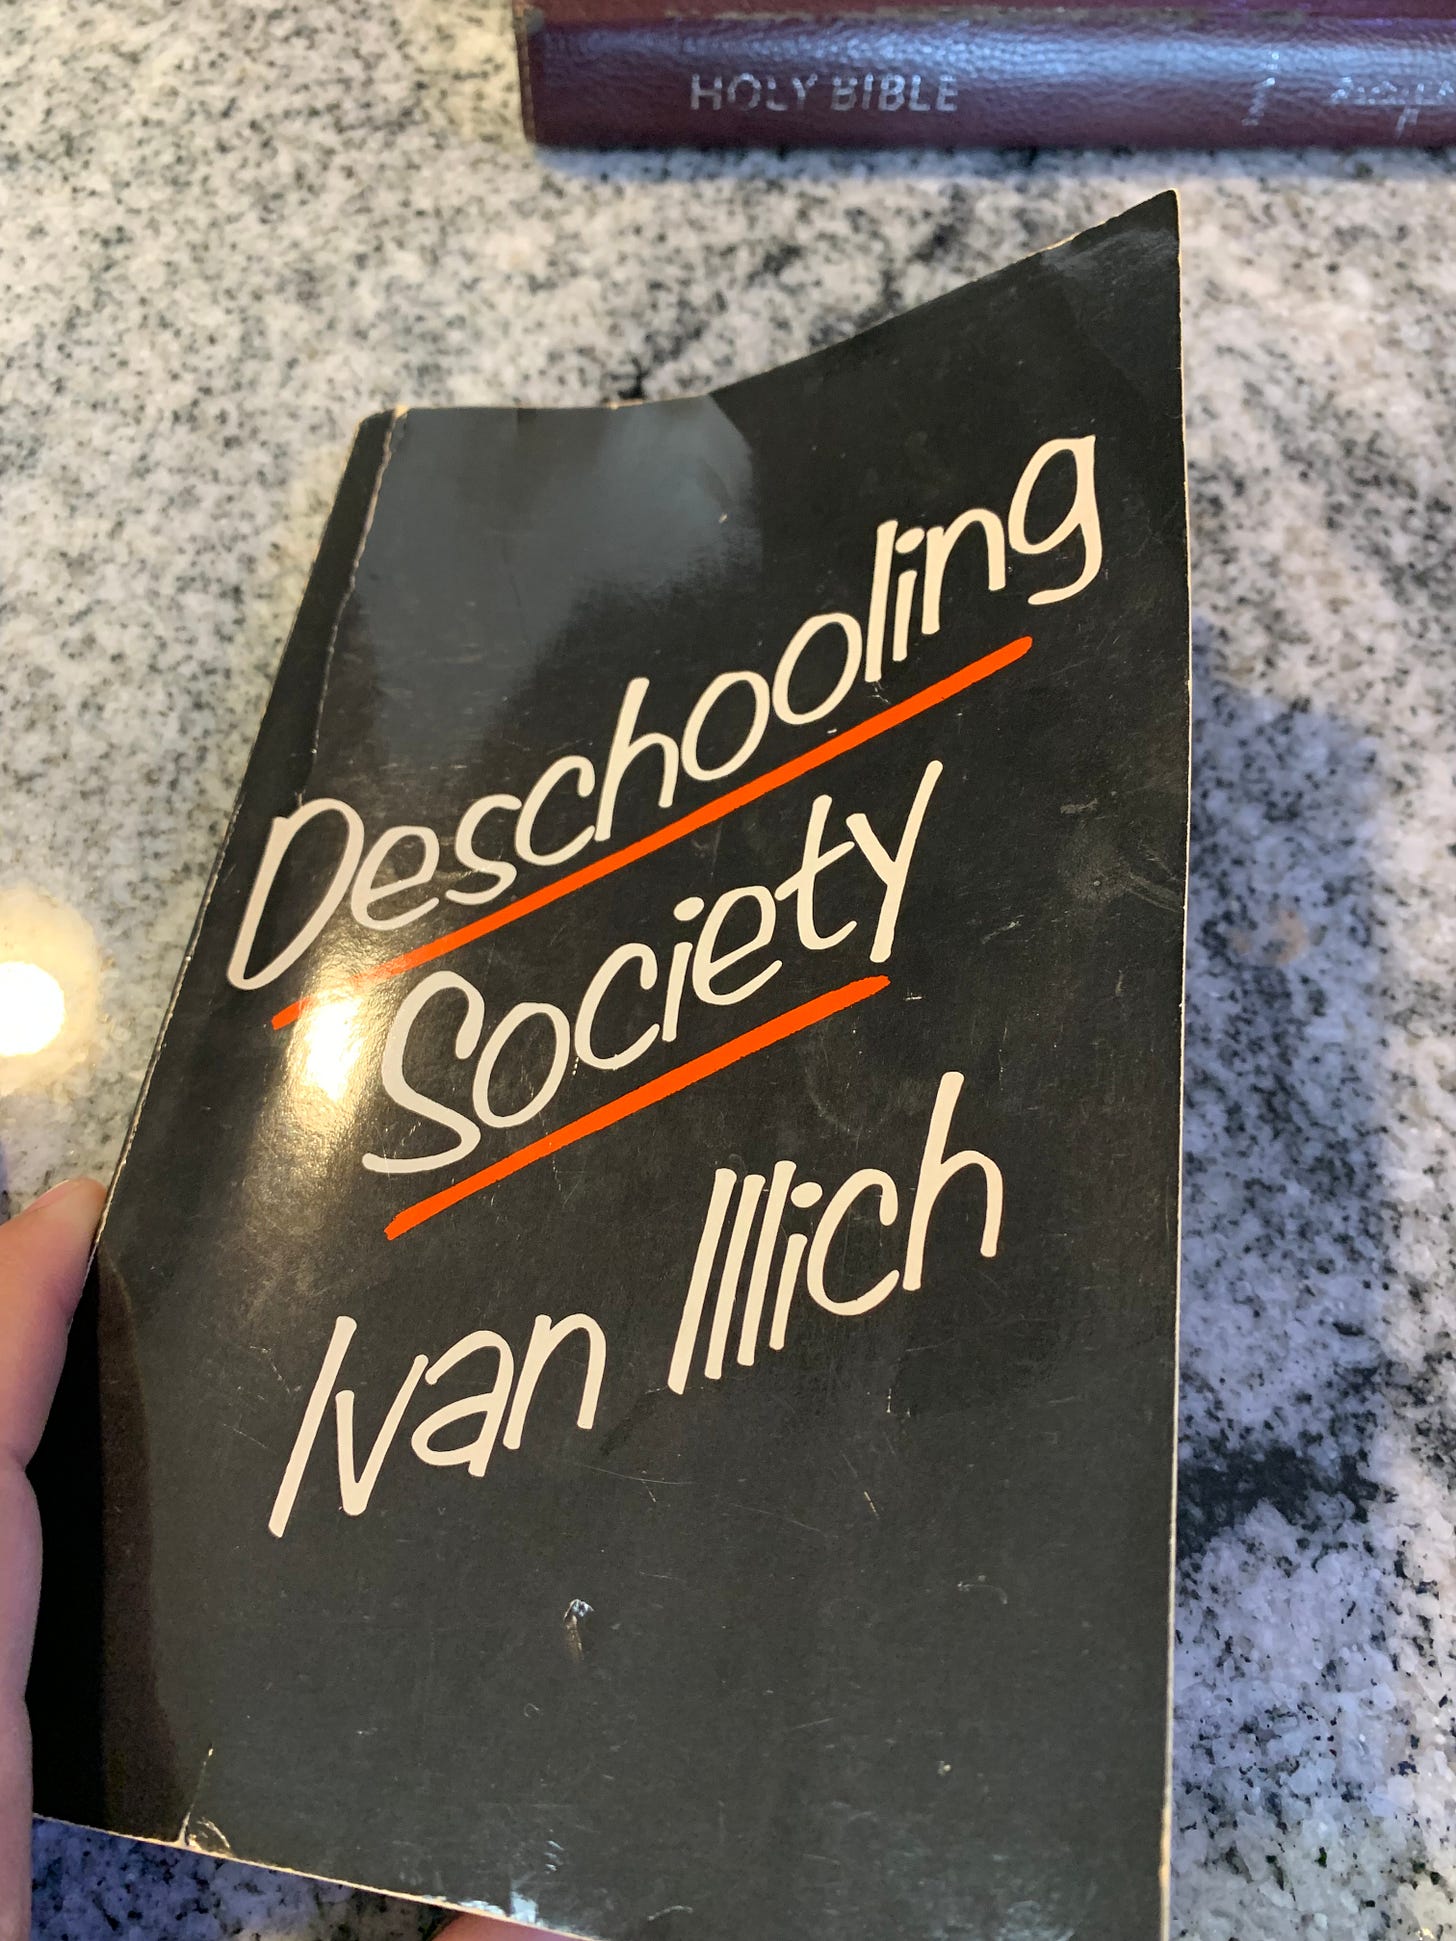 HOLY BIBLE
Deschooling
Society
Ivan Illich